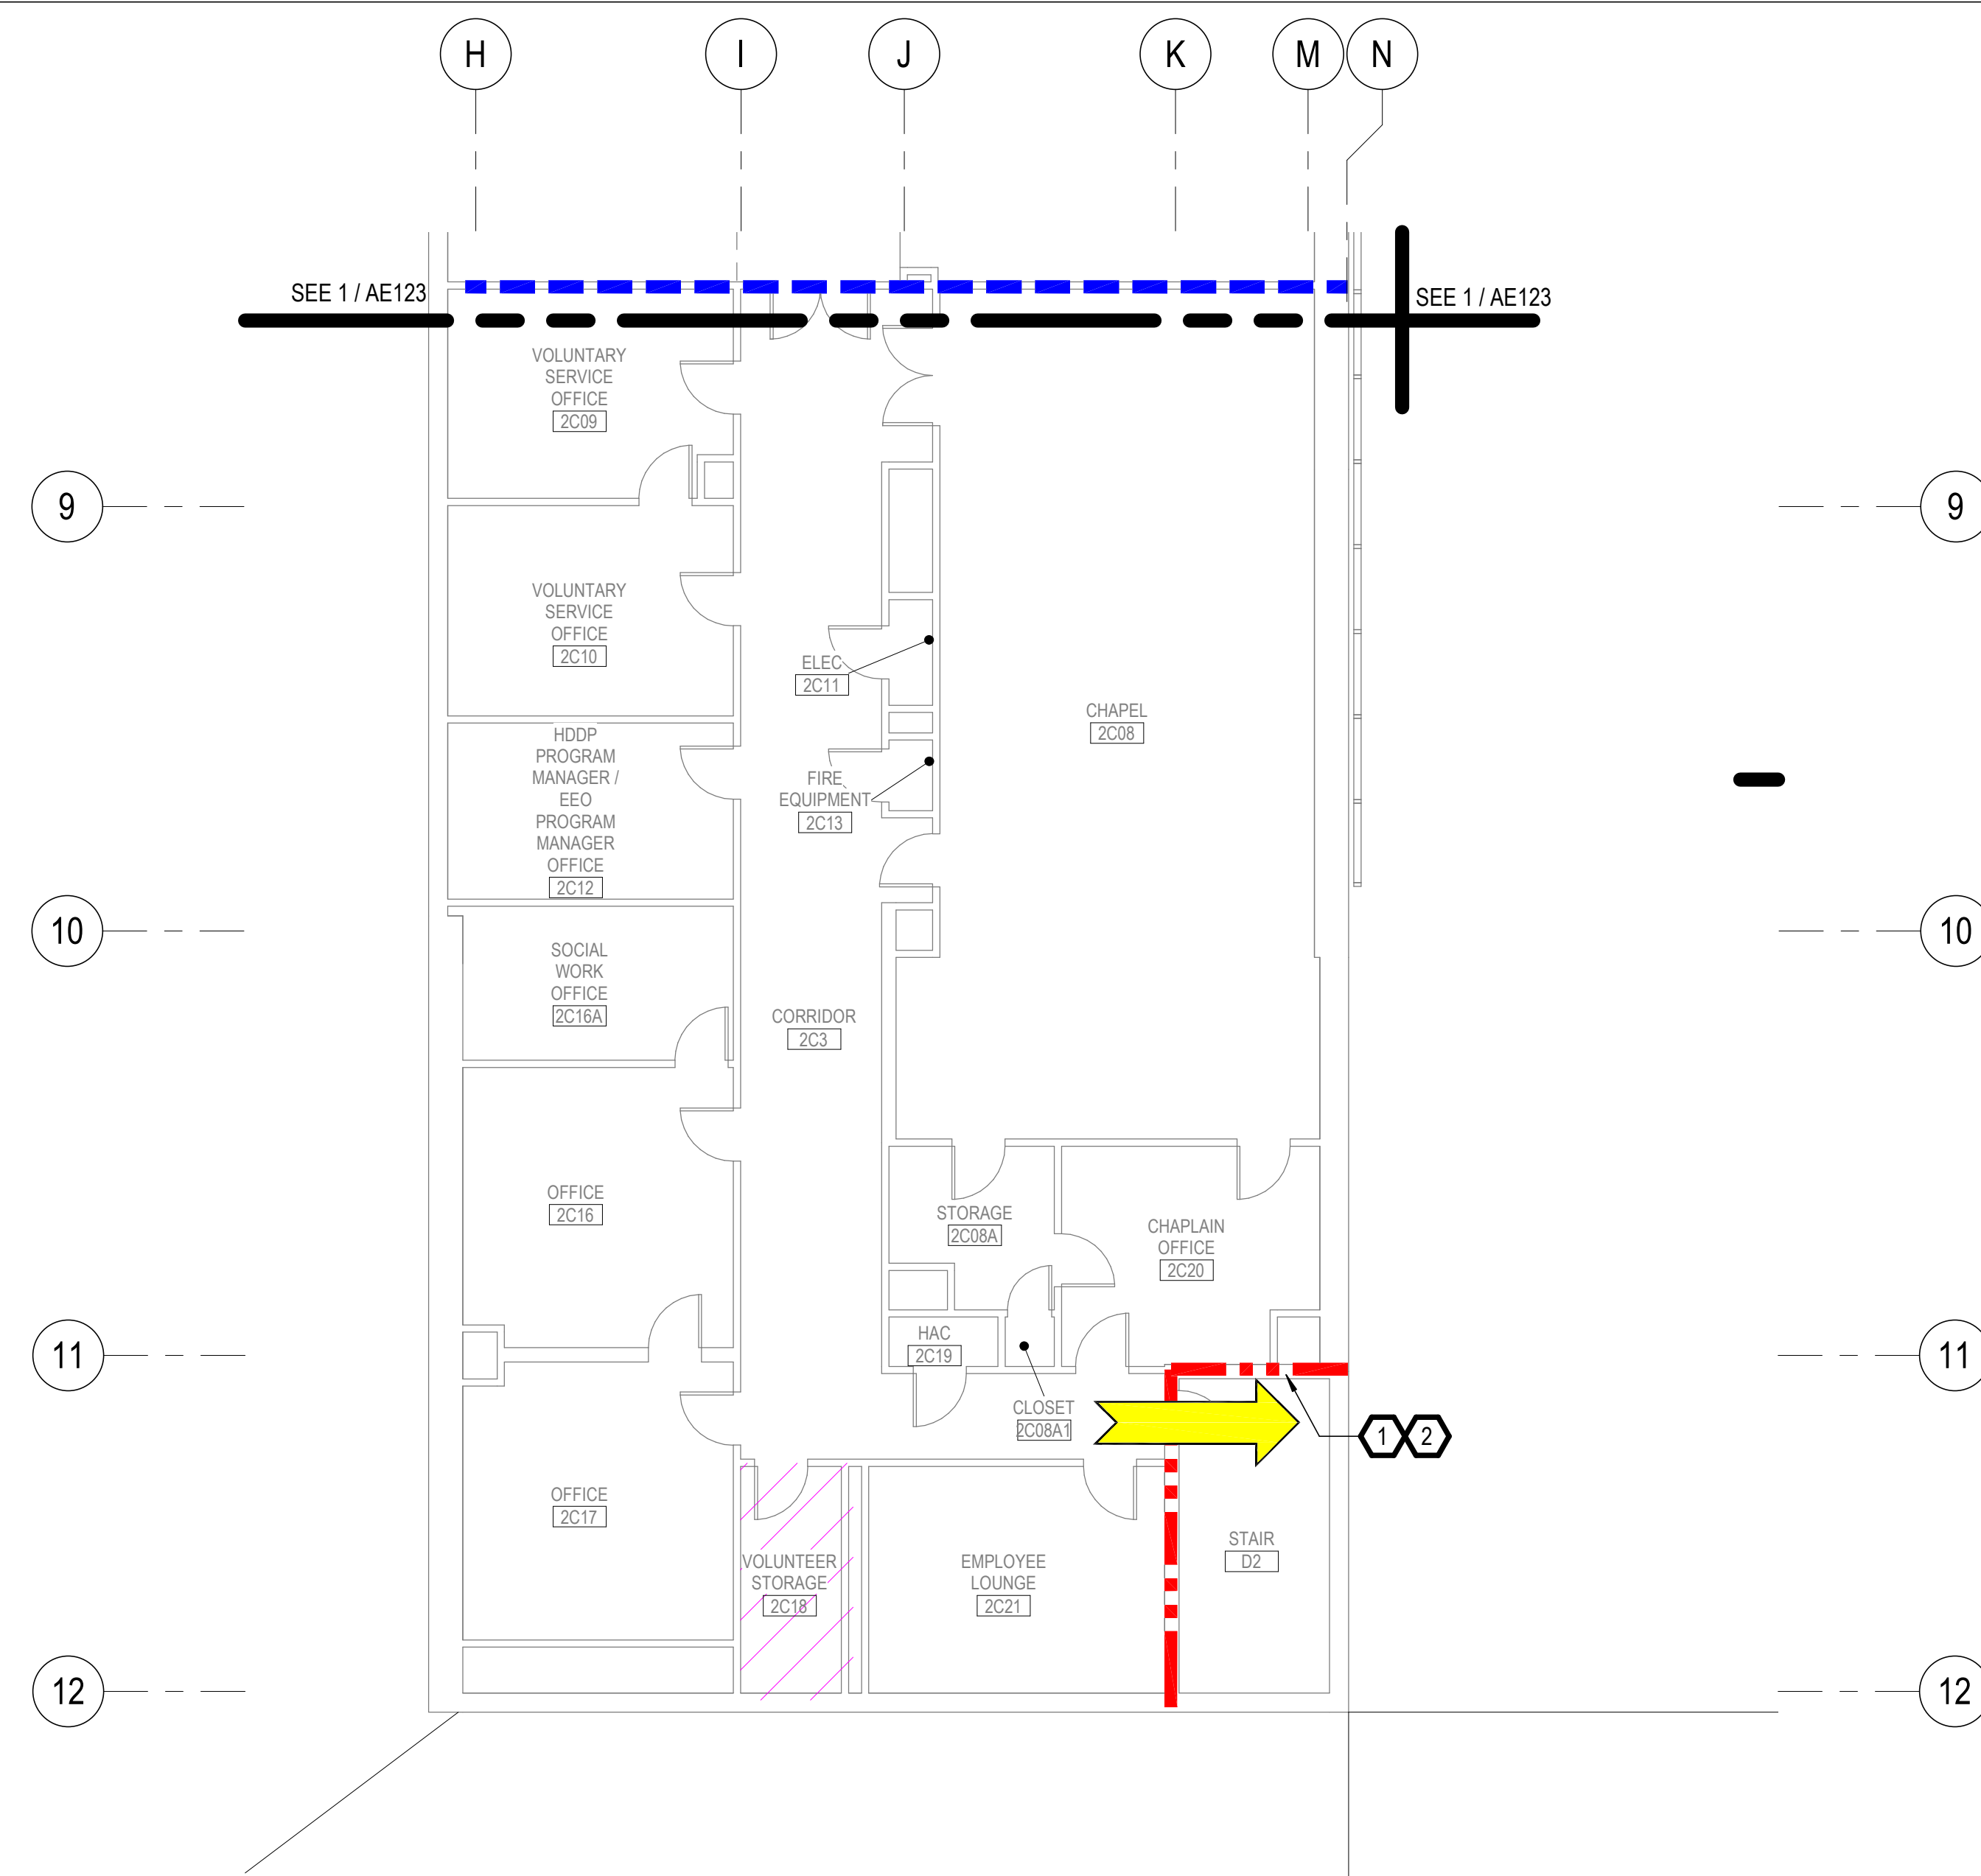 H
I
J
K
M
N
SEE 1 / AE123
SEE 1 / AE123
VOLUNTARY
SERVICE
OFFICE
2C09
9
9
VOLUNTARY
SERVICE
OFFICE
2C10
ELEC
2C11
CHAPEL
2C08
HDDP
PROGRAM
MANAGER /
EEO
PROGRAM
MANAGER
OFFICE
2C12
FIRE
EQUIPMENT
2C13
10
10
SOCIAL
WORK
OFFICE
2C16A
CORRIDOR
2C3
OFFICE
2C16
STORAGE
2C08A
CHAPLAIN
OFFICE
2C20
11
11
HAC
2C19
CLOSET
2C08A1
1
2
OFFICE
2C17
VOLUNTEER
STORAGE
2C18
EMPLOYEE
LOUNGE
2C21
STAIR
D2
12
12